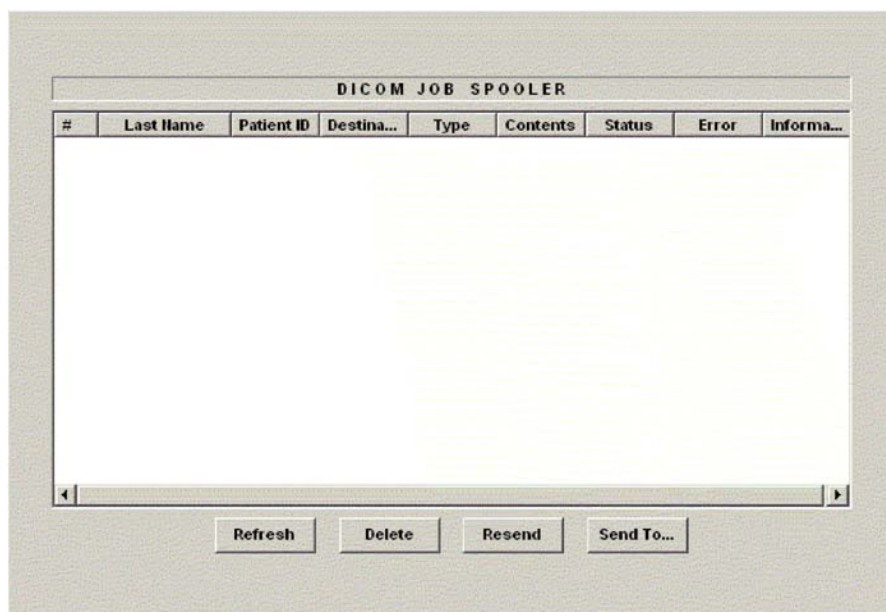 DICOM JOB SPOOLER
# Last Name Patient ID Destina... Type Contents Status Error Informa...
Refresh Delete Resend Send To...